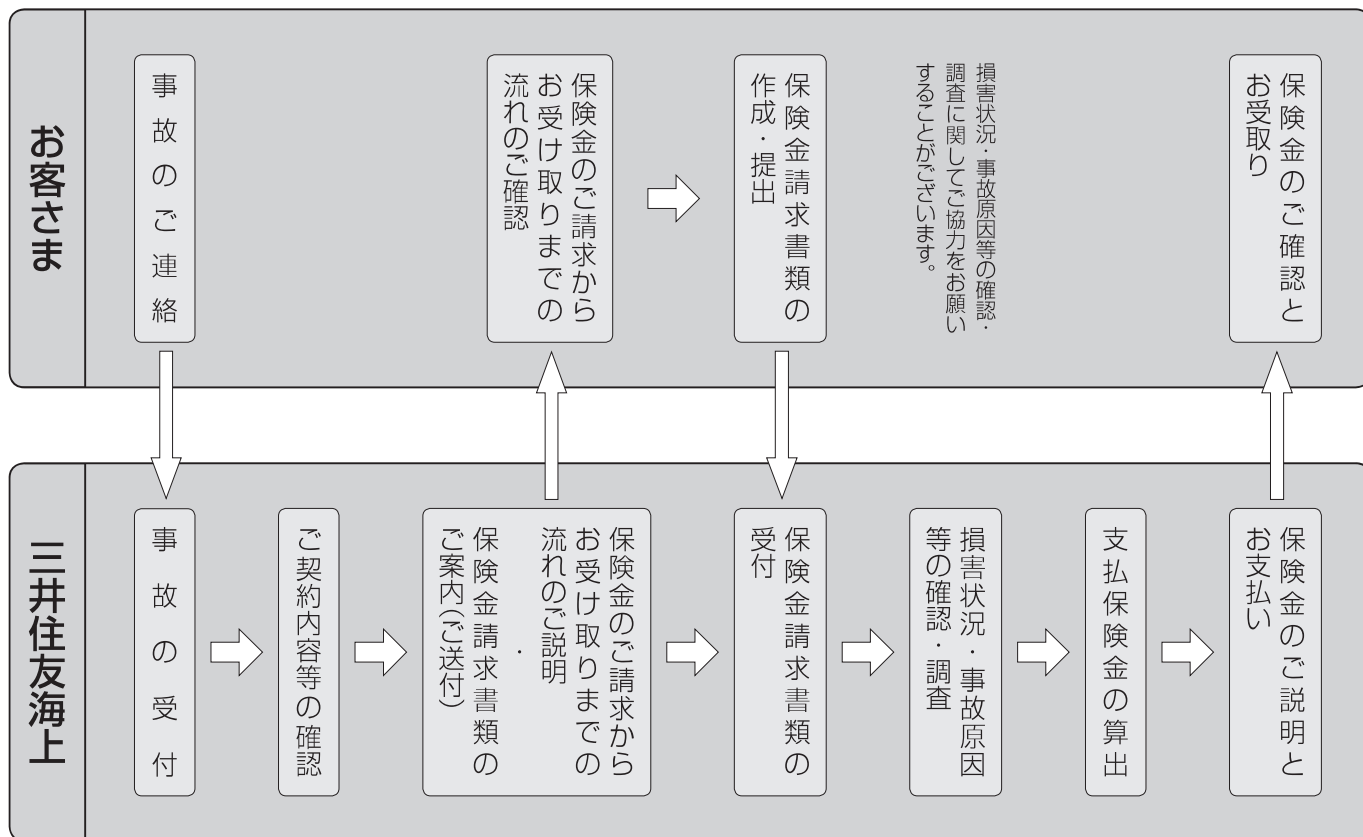 お客さま
事故のご連絡
保険金のご請求から
お受け取りまでの
流れのご確認
保険金請求書類の
作成・提出
損害状況・事故原因等の確認・
調査に関してご協力をお願い
することがございます。
保険金のご確認と
お受取り
三井住友海上
事故の受付
ご契約内容等の確認
保険金のご請求から
お受け取りまでの
流れのご説明
・
保険金請求書類の
ご案内(ご送付)
保険金請求書類の
受付
損害状況・事故原因
等の確認・調査
支払保険金の算出
保険金のご説明と
お支払い